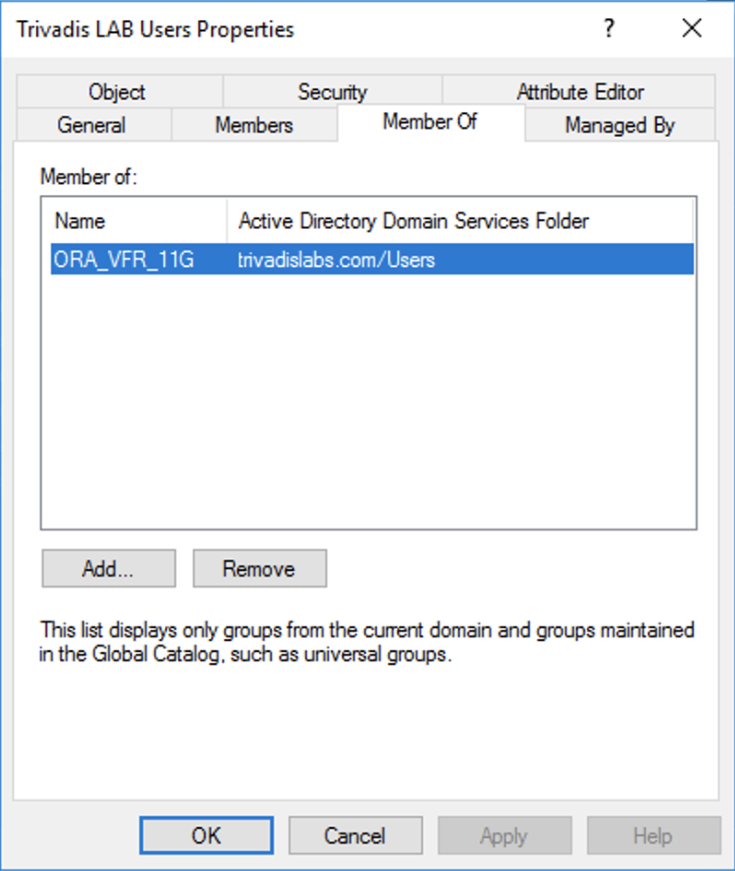 Trivadis LAB Users Properties ?
Object Security Attribute Editor
General Members Member Of Managed By
Member of:
Name Active Directory Domain Services Folder
ORA_VFR_11G trivadislabs.com/Users
Add... Remove
This list displays only groups from the current domain and groups maintained
in the Global Catalog, such as universal groups.
OK Cancel Apply Help